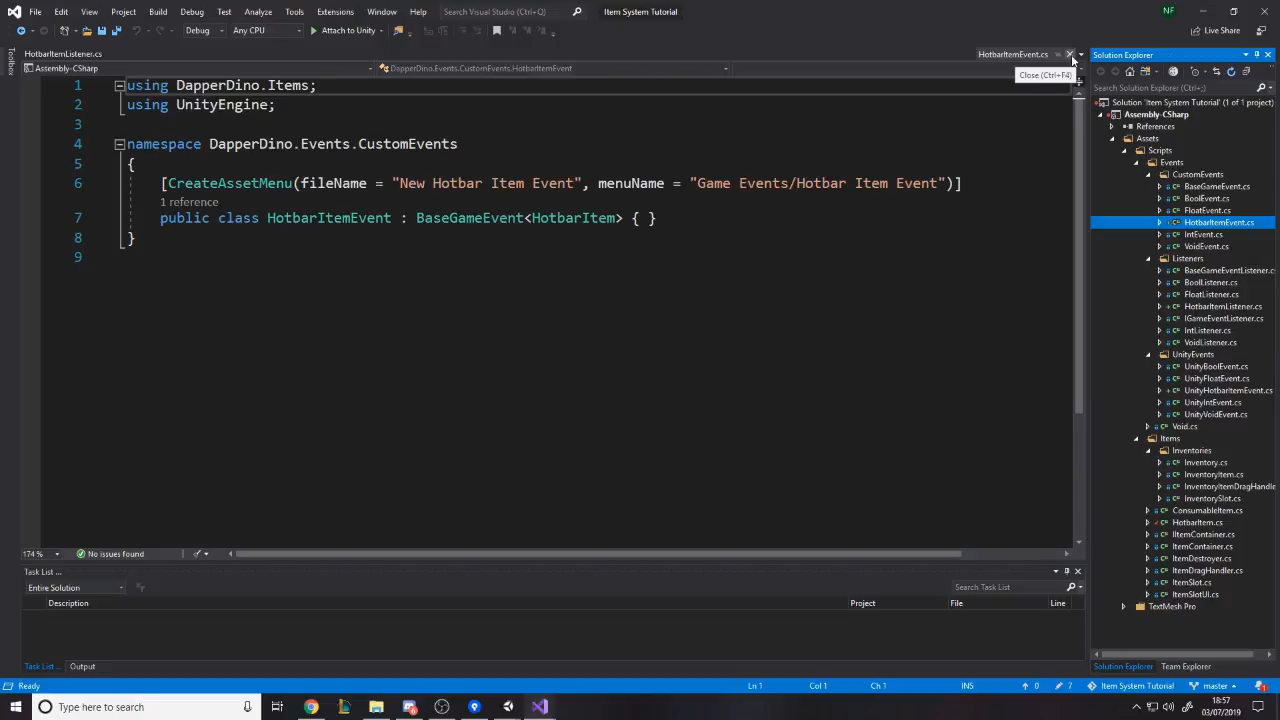 File Edit View Project Build Debug Test Analyze Tools Extensions Window Help Search Visual Studio Item System Tutorial NF
Debug Any CPU Attach to Unity Live Share
Toolbox
HotbarItemListener.cs HotbarItemEvent.cs
Assembly-CSharp DapperDino.Events.CustomEvents.HotbarItemEvent
Close (Ctrl+F4)
1 using DapperDino.Items;
2 using UnityEngine;
3
4 namespace DapperDino.Events.CustomEvents
5 {
6 [CreateAssetMenu(fileName = "New Hotbar Item Event", menuName = "Game Events/Hotbar Item Event")]
1 reference
7 public class HotbarItemEvent : BaseGameEvent<HotbarItem> { }
8 }
9
174 % No issues found
Task List ...
Entire Solution Search Task List
Description Project File Line
Task List ... Output
Solution Explorer
Search Solution Explorer (Ctrl+;)
Solution 'Item System Tutorial' (1 of 1 project)
Assembly-CSharp
References
Assets
Scripts
Events
CustomEvents
BaseGameEvent.cs
BoolEvent.cs
FloatEvent.cs
HotbarItemEvent.cs
IntEvent.cs
VoidEvent.cs
Listeners
BaseGameEventListener.c
BoolListener.cs
FloatListener.cs
HotbarItemListener.cs
IGameEventListener.cs
IntListener.cs
VoidListener.cs
UnityEvents
UnityBoolEvent.cs
UnityFloatEvent.cs
UnityHotbarItemEvent.cs
UnityIntEvent.cs
UnityVoidEvent.cs
Void.cs
Items
Inventories
Inventory.cs
InventoryItem.cs
InventoryItemDragHandler
InventorySlot.cs
ConsumableItem.cs
HotbarItem.cs
IItemContainer.cs
ItemContainer.cs
ItemDestroyer.cs
ItemDragHandler.cs
ItemSlot.cs
ItemSlotUI.cs
TextMesh Pro
Solution Explorer Team Explorer
Ready Ln 1 Col 1 Ch 1 INS 0 7 Item System Tutorial master 1
Type here to search 18:57
03/07/2019